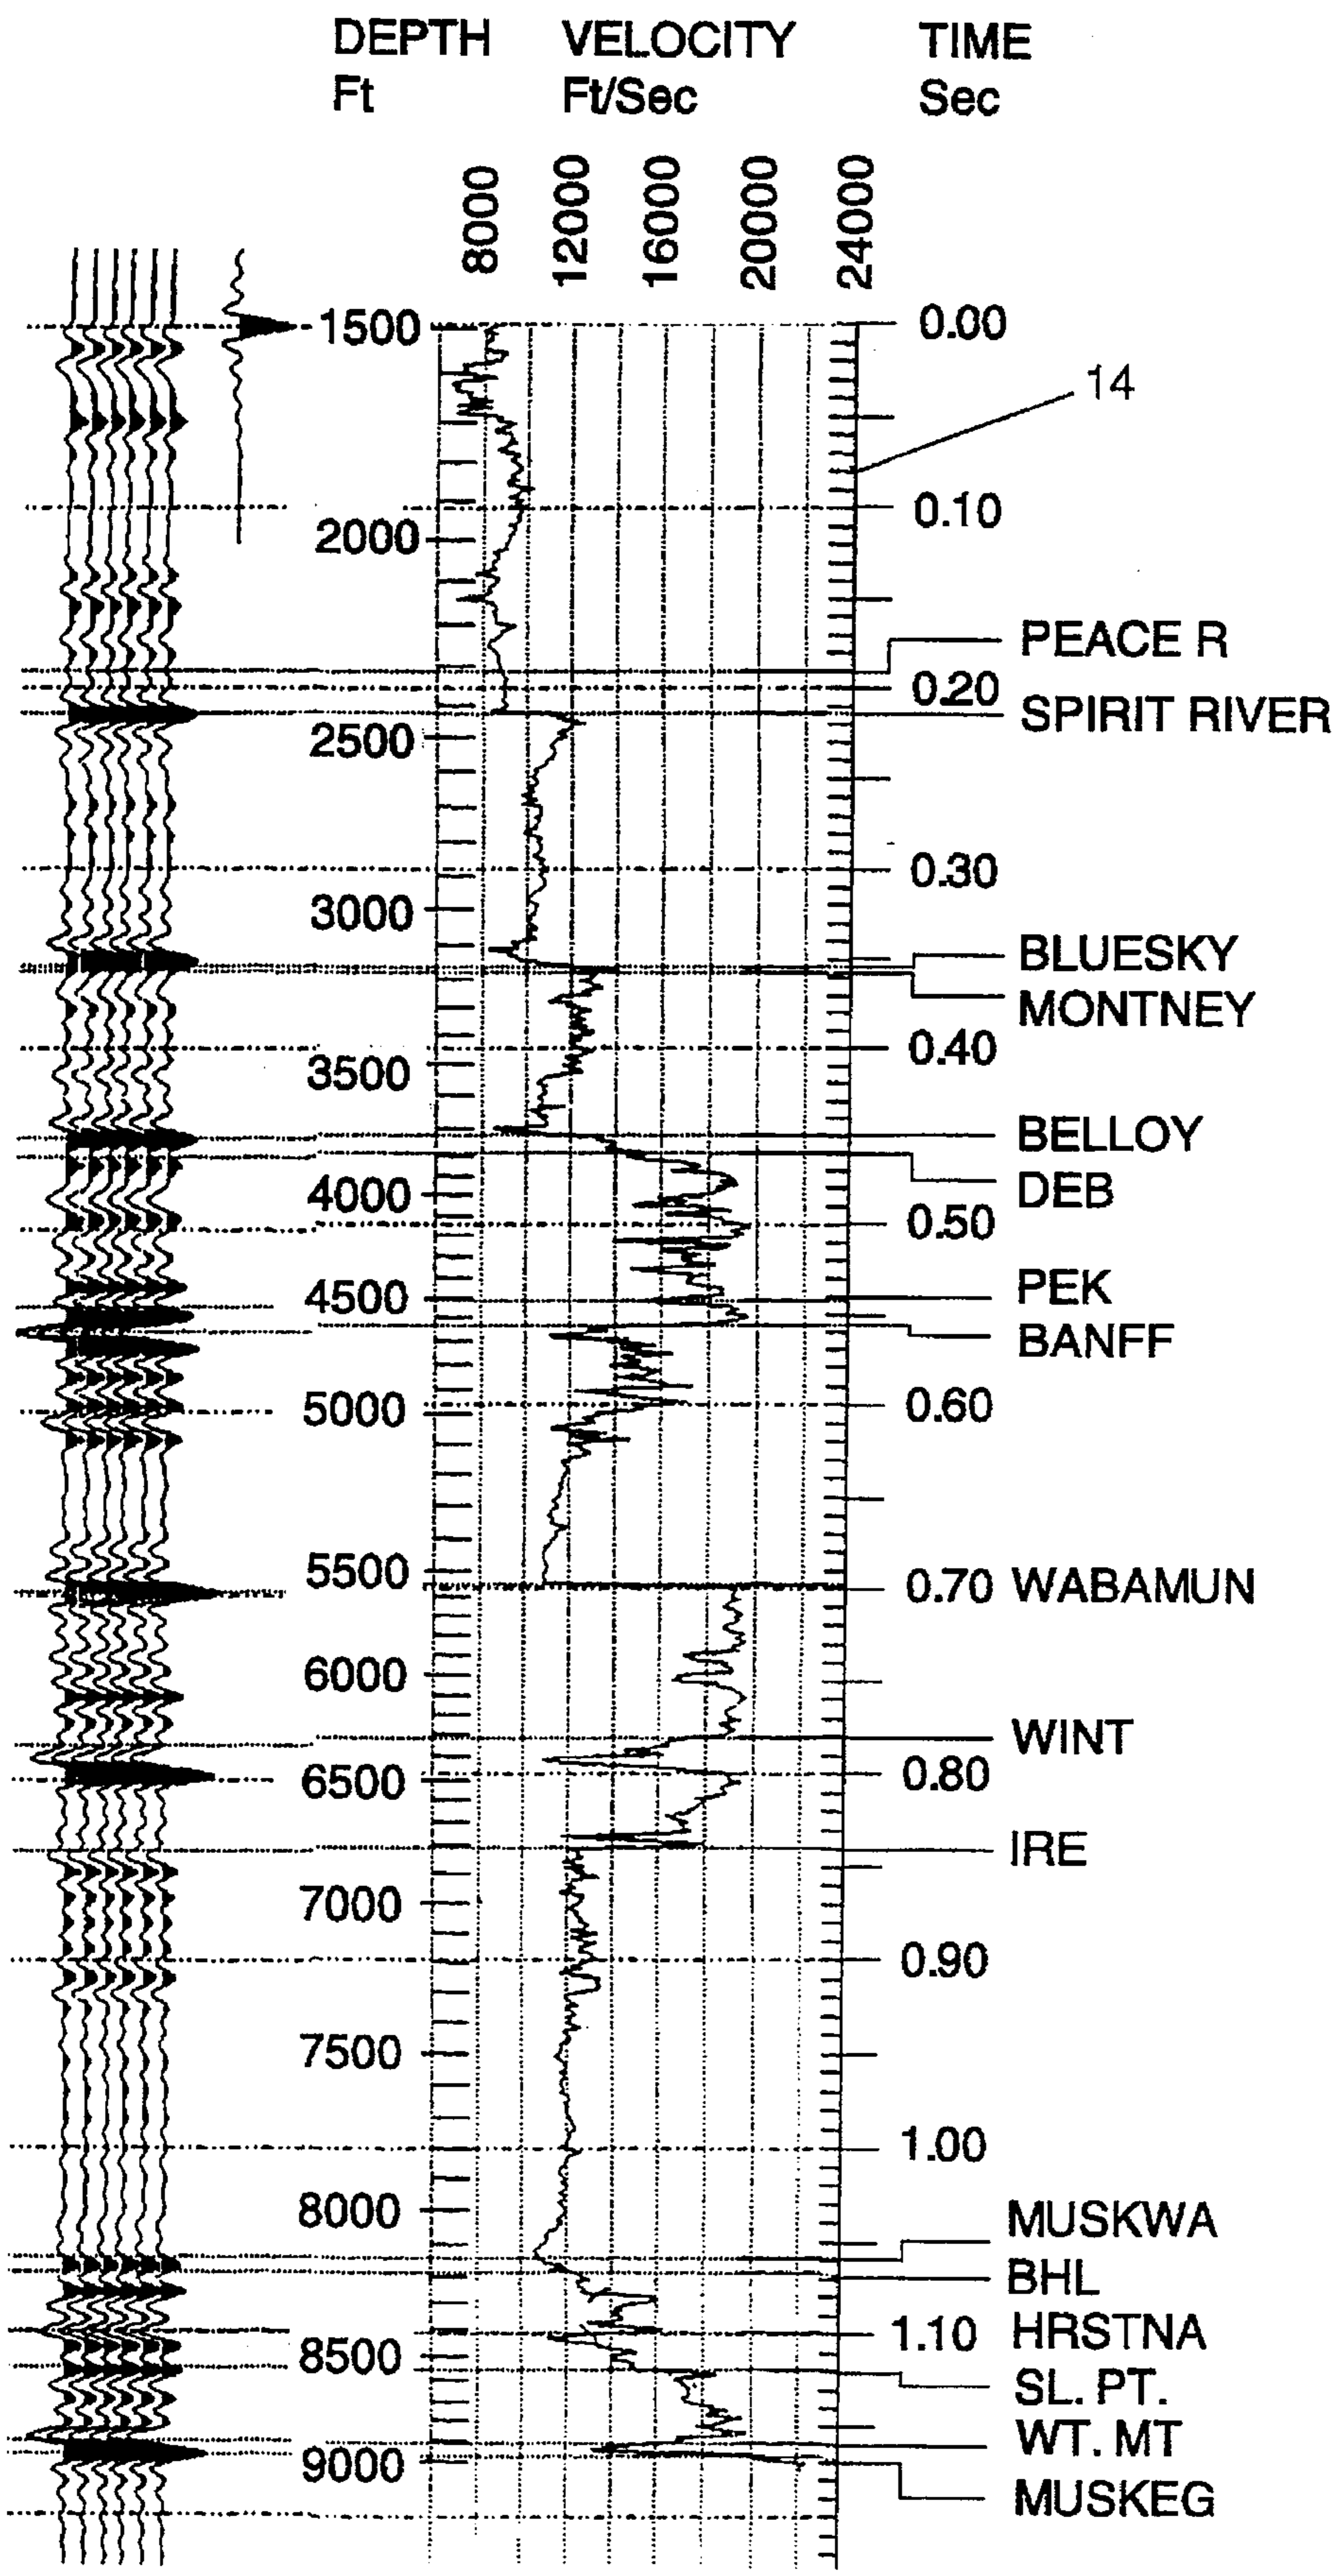 DEPTH VELOCITY TIME
Ft Ft/Sec Sec
8000 12000 16000 20000 24000
1500 0.00
14
0.10
2000
PEACE R
0.20
SPIRIT RIVER
2500
0.30
3000
BLUESKY
MONTNEY
0.40
3500
BELLOY
DEB
4000
0.50
PEK
4500
BANFF
5000 0.60
5500
0.70 WABAMUN
6000
WINT
6500 0.80
IRE
7000
0.90
7500
1.00
8000
MUSKWA
BHL
1.10 HRSTNA
8500
SL. PT.
WT. MT
9000
MUSKEG